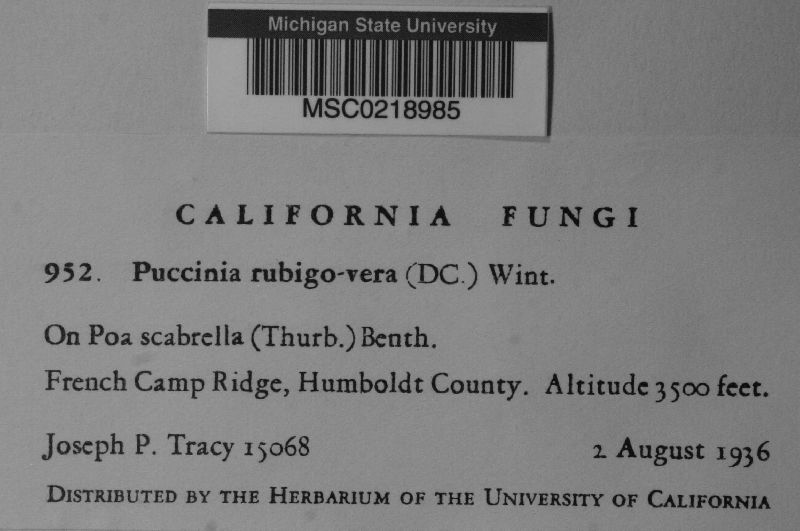 Michigan State University
MSC0218985
CALIFORNIA FUNGI
952. Puccinia rubigo-vera (DC.) Wint.
On Poa scabrella (Thurb.) Benth.
French Camp Ridge, Humboldt County. Altitude 3500 feet.
Joseph P. Tracy 15068 2 August 1936
DISTRIBUTED BY THE HERBARIUM OF THE UNIVERSITY OF CALIFORNIA